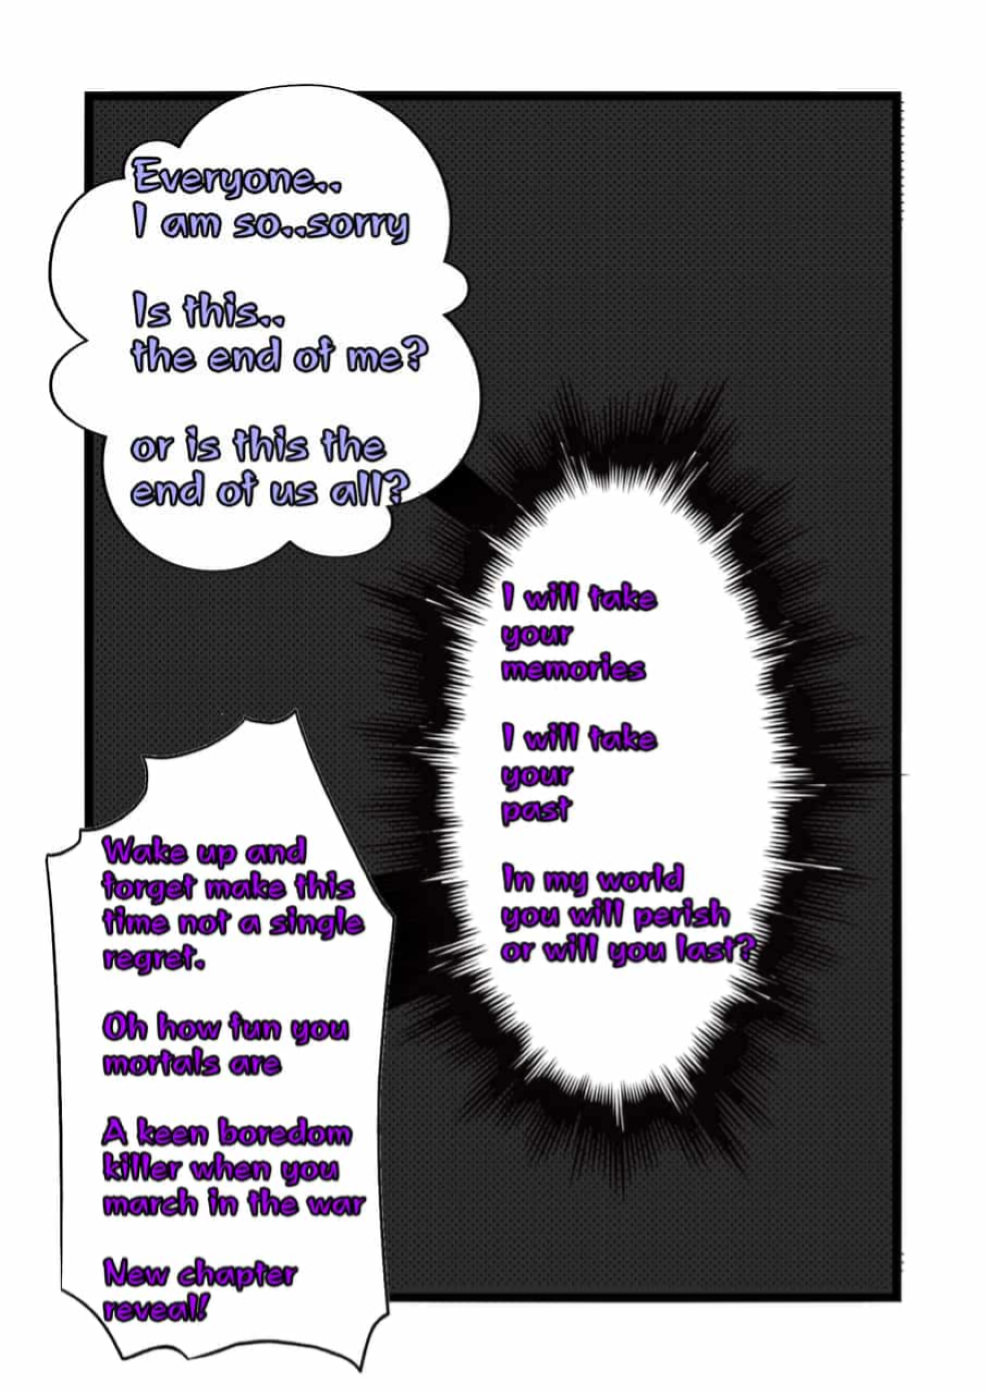 Everyone..
I am so..sorry
Is this..
the end of me?
or is this the
end of us all?
I will take
your
memories
I will take
your
past
In my world
you will perish
or will you last?
Wake up and
forget make this
time not a single
regret.
Oh how fun you
mortals are
A keen boredom
killer when you
march in the war
New chapter
reveal!